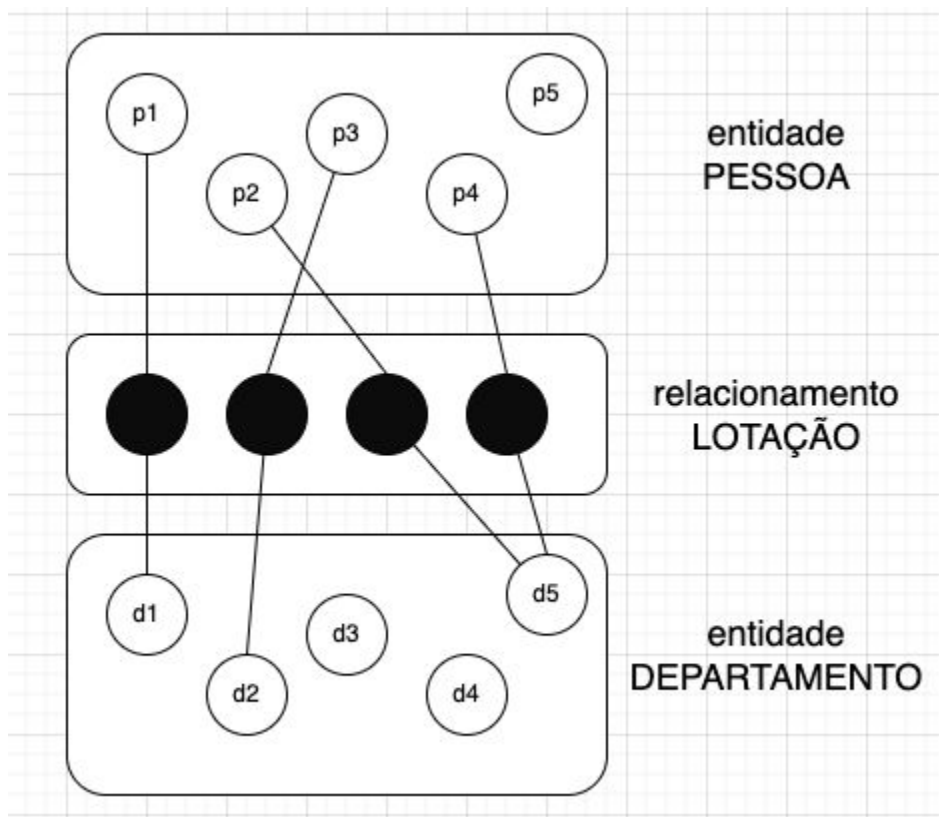 p1
p2
p3
p4
p5
entidade
PESSOA
relacionamento
LOTAÇÃO
d1
d2
d3
d4
d5
entidade
DEPARTAMENTO